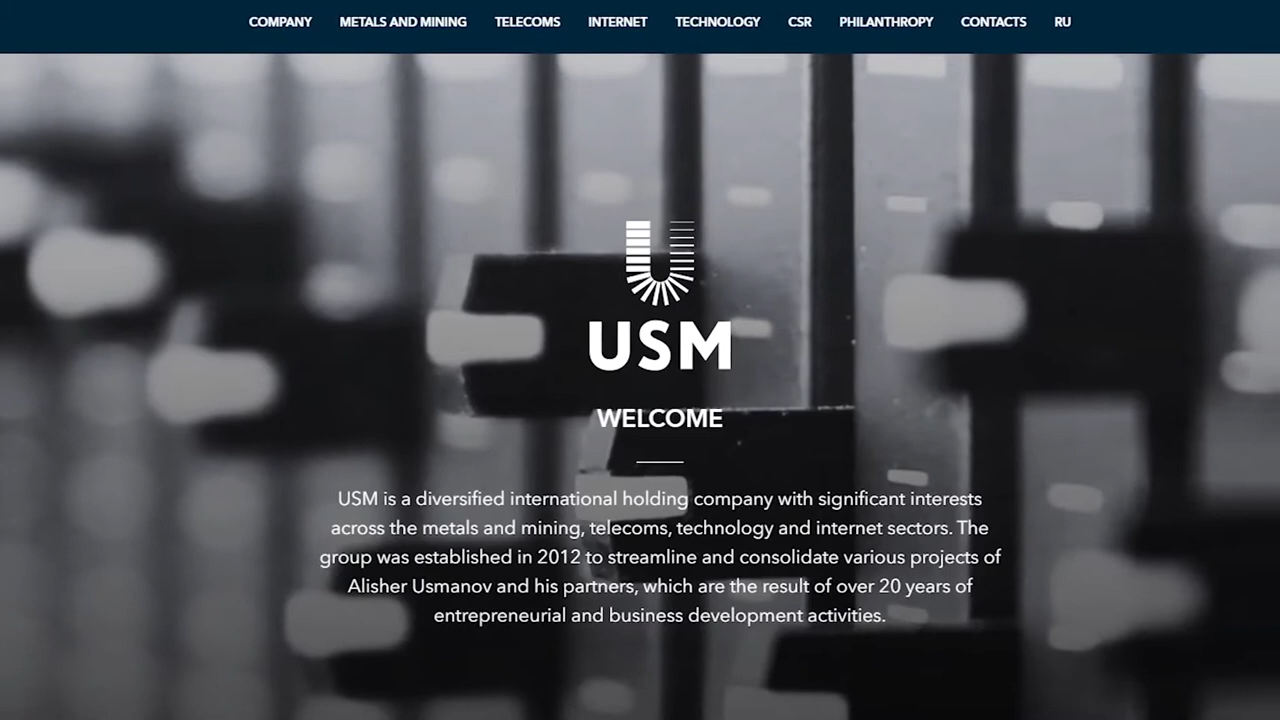 COMPANY METALS AND MINING TELECOMS INTERNET TECHNOLOGY CSR PHILANTHROPY CONTACTS RU
USM
WELCOME
USM is a diversified international holding company with significant interests
across the metals and mining, telecoms, technology and internet sectors. The
group was established in 2012 to streamline and consolidate various projects of
Alisher Usmanov and his partners, which are the result of over 20 years of
entrepreneurial and business development activities.